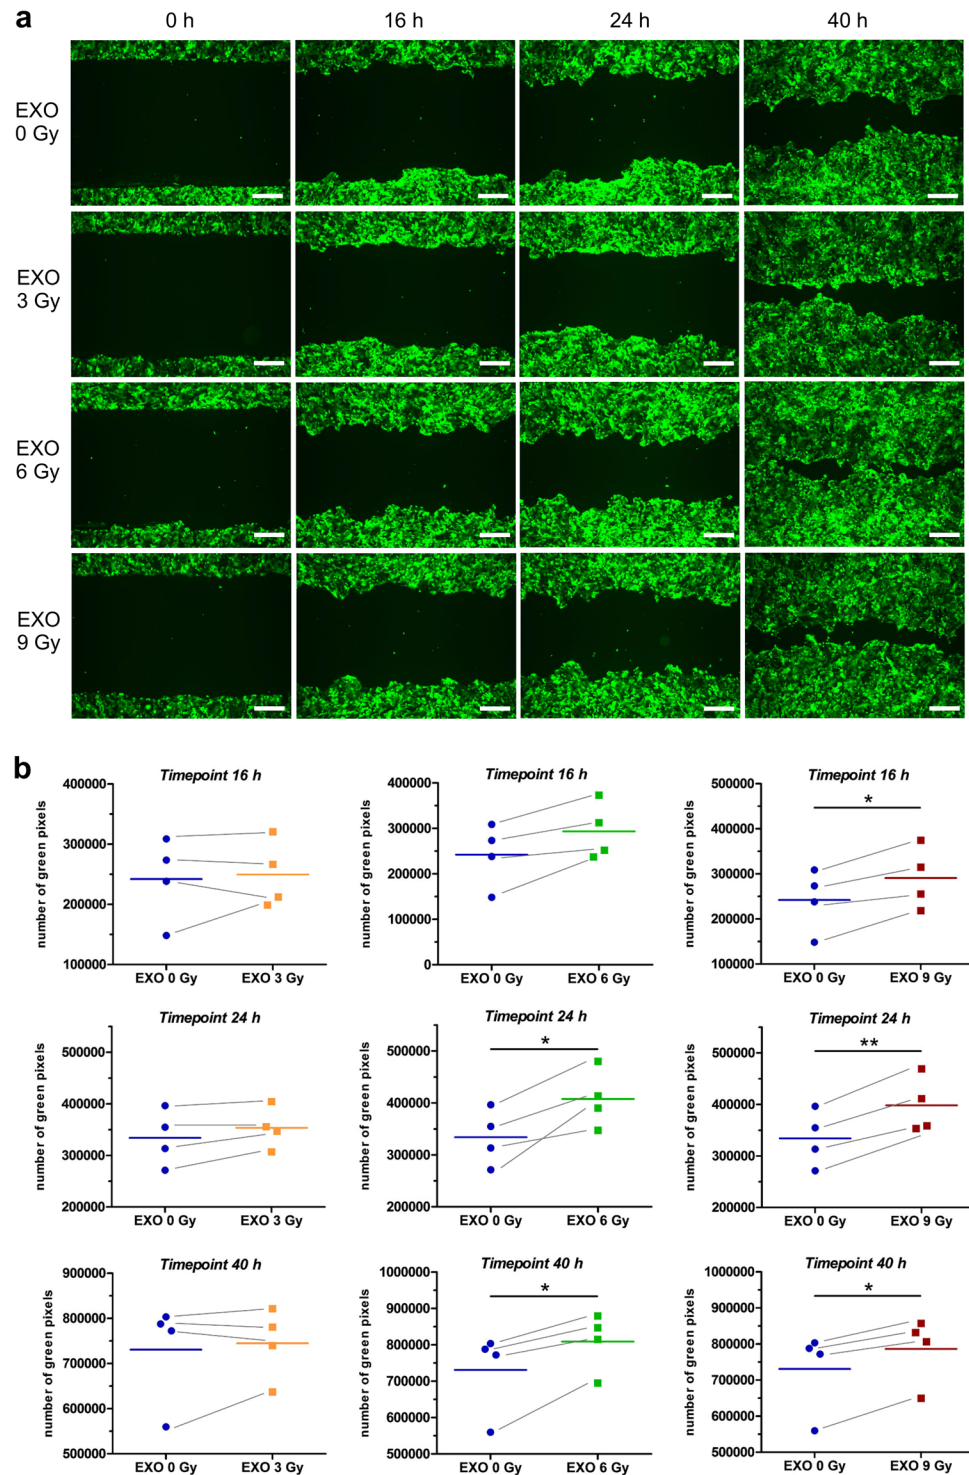 a
0 h 16 h 24 h 40 h
EXO
0 Gy
EXO
3 Gy
EXO
6 Gy
EXO
9 Gy
b
Timepoint 16 h
number of green pixels
400000
300000
200000
100000
EXO 0 Gy EXO 3 Gy
Timepoint 16 h
number of green pixels
400000
300000
200000
100000
0
EXO 0 Gy EXO 6 Gy
Timepoint 16 h
number of green pixels
500000
400000
300000
200000
100000
*
EXO 0 Gy EXO 9 Gy
Timepoint 24 h
number of green pixels
500000
400000
300000
200000
EXO 0 Gy EXO 3 Gy
Timepoint 24 h
number of green pixels
500000
400000
300000
200000
*
EXO 0 Gy EXO 6 Gy
Timepoint 24 h
number of green pixels
500000
400000
300000
200000
**
EXO 0 Gy EXO 9 Gy
Timepoint 40 h
number of green pixels
900000
800000
700000
600000
500000
EXO 0 Gy EXO 3 Gy
Timepoint 40 h
number of green pixels
1000000
900000
800000
700000
600000
500000
*
EXO 0 Gy EXO 6 Gy
Timepoint 40 h
number of green pixels
1000000
900000
800000
700000
600000
500000
*
EXO 0 Gy EXO 9 Gy